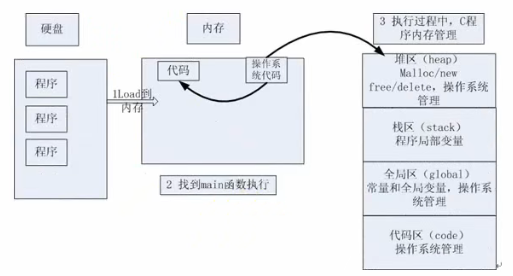 硬盘
程序
程序
程序
1Load到
内存
内存
代码
操作系
统代码
2 找到main函数执行
3 执行过程中，C程
序内存管理
堆区（heap）
Malloc/new
free/delete，操作系统
管理
栈区（stack）
程序局部变量
全局区（global）
常量和全局变量，操作系
统管理
代码区（code）
操作系统管理